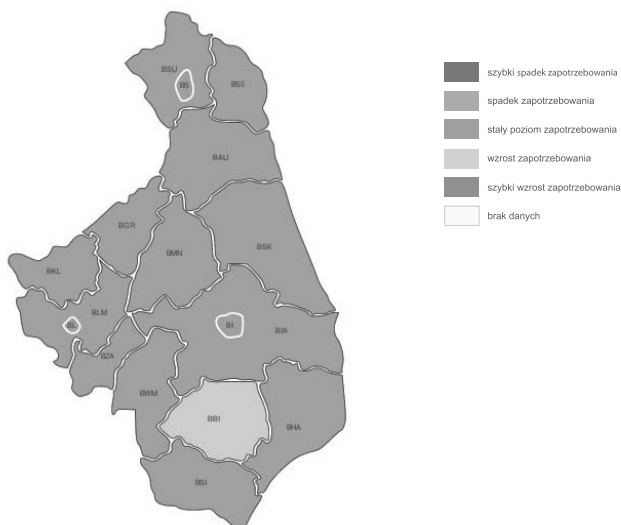 BSU
BS
BSE
BAU
BGR
BMN
BSK
BKL
BLM
BL
BI
BIA
BZA
BWM
BBI
BHA
BSI
szybki spadek zapotrzebowania
spadek zapotrzebowania
stały poziom zapotrzebowania
wzrost zapotrzebowania
szybki wzrost zapotrzebowania
brak danych